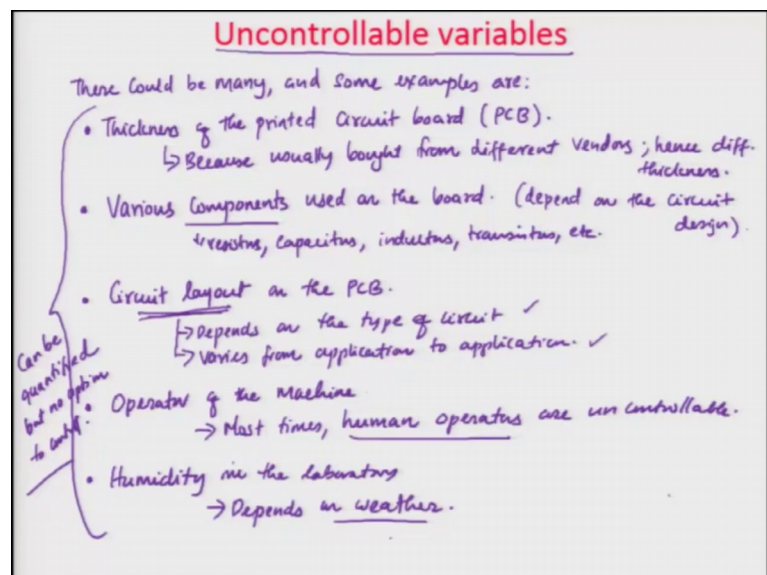 Uncontrollable variables
There could be many, and some examples are:
• Thickness of the printed circuit board (PCB).
↳ Because usually bought from different vendors; hence diff.
thickness.
• Various components used on the board. (depend on the circuit
design).
↳ resistors, capacitors, inductors, transistors, etc.
• Circuit layout on the PCB.
↳ Depends on the type of circuit ✓
↳ Varies from application to application. ✓
• Operator of the machine
→ Most times, human operators are uncontrollable.
• Humidity in the laboratory
→ Depends on weather.
Can be
quantified
but no option
to control.